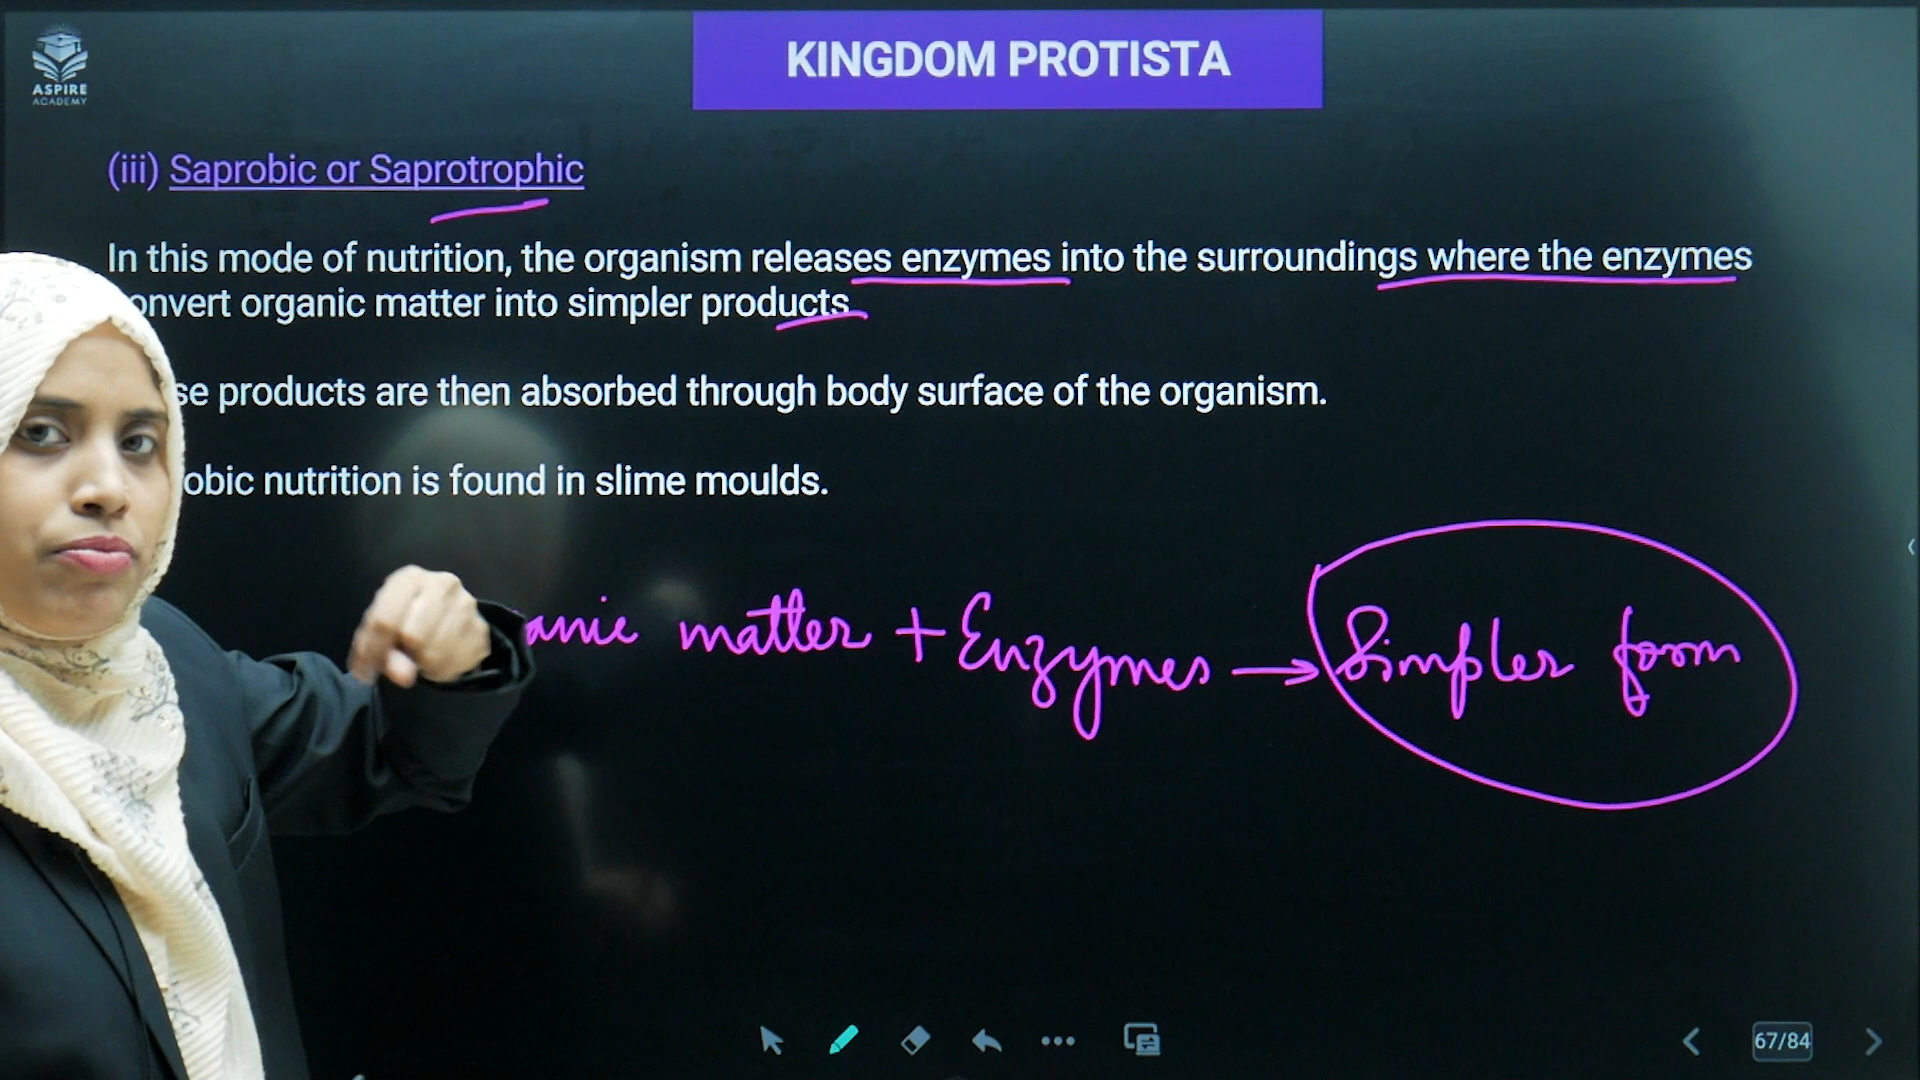 ASPIRE
ACADEMY
KINGDOM PROTISTA
(iii) Saprobic or Saprotrophic
In this mode of nutrition, the organism releases enzymes into the surroundings where the enzymes
onvert organic matter into simpler products
se products are then absorbed through body surface of the organism.
obic nutrition is found in slime moulds.
anic matter + Enzymes → Simpler form
67/84